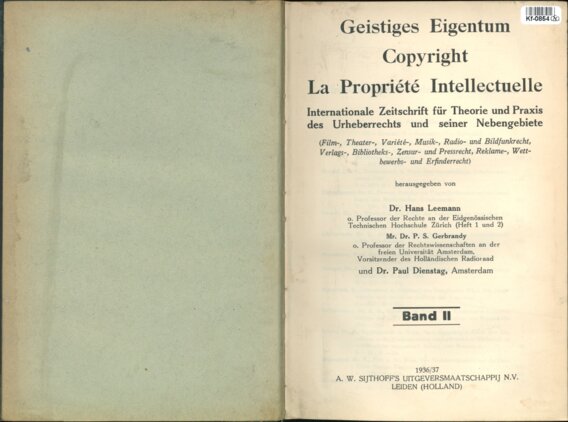 Kf-0864
Geistiges Eigentum
Copyright
La Propriété Intellectuelle
Internationale Zeitschrift für Theorie und Praxis
des Urheberrechts und seiner Nebengebiete
(Film-, Theater-, Variété-, Musik-, Radio- und Bildfunkrecht,
Verlags-, Bibliotheks-, Zensur- und Pressrecht, Reklame-, Wett-
bewerbs- und Erfinderrecht)
herausgegeben von
Dr. Hans Leemann
o. Professor der Rechte an der Eidgenössischen
Technischen Hochschule Zürich (Heft 1 und 2)
Mr. Dr. P. S. Gerbrandy
o. Professor der Rechtswissenschaften an der
freien Universität Amsterdam,
Vorsitzender des Holländischen Radioraad
und Dr. Paul Dienstag, Amsterdam
Band II
1936/37
A. W. SIJTHOFF'S UITGEVERSMAATSCHAPPIJ N.V.
LEIDEN (HOLLAND)